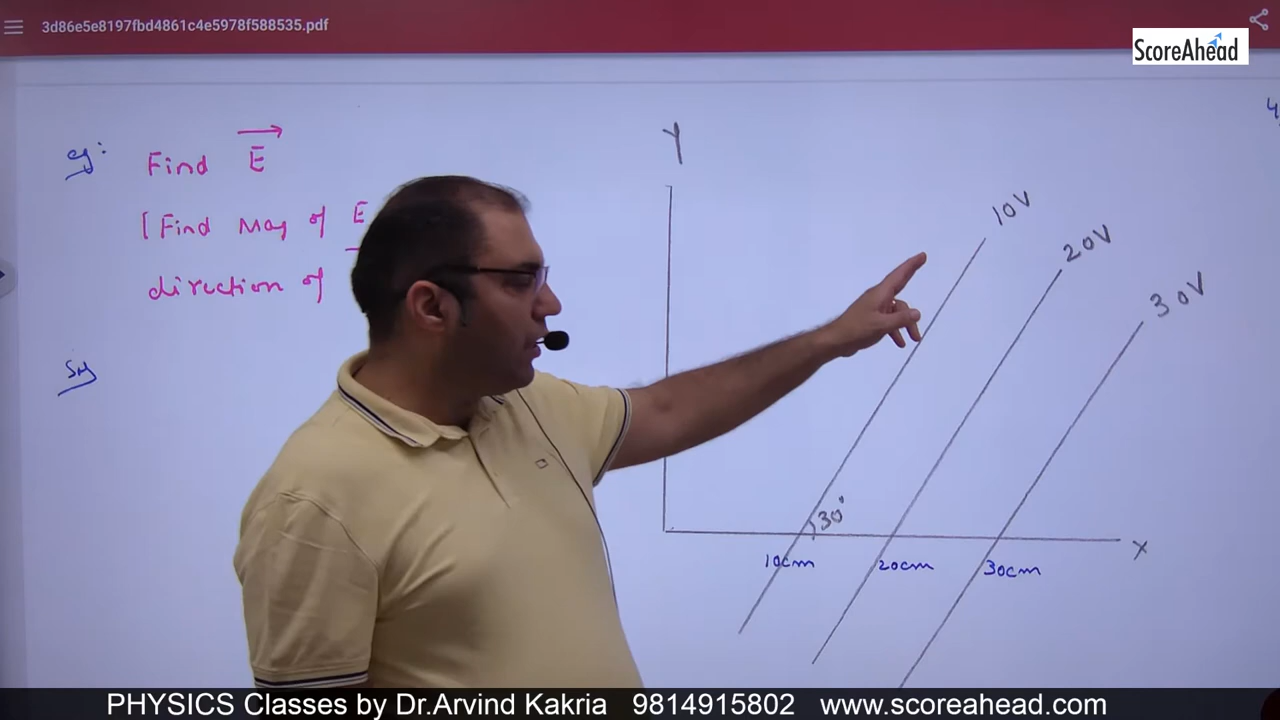 3d86e5e8197fbd4861c4e5978f588535.pdf
ScoreAhead
eg: Find E
[Find Mag of E
direction of
Sol
Y
10V
20V
30V
30°
10cm
20cm
30cm
X
4
PHYSICS Classes by Dr.Arvind Kakria 9814915802 www.scoreahead.com